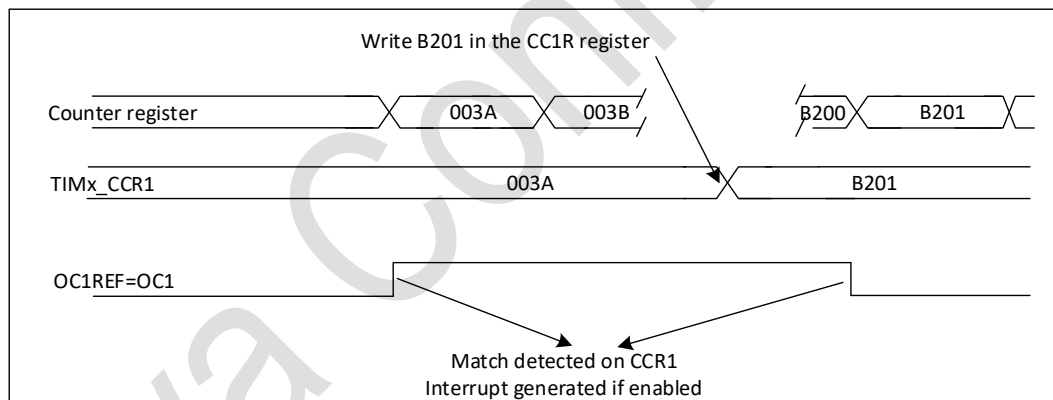 Write B201 in the CC1R register
Counter register 003A 003B B200 B201
TIMx_CCR1 003A B201
OC1REF=OC1
Match detected on CCR1
Interrupt generated if enabled